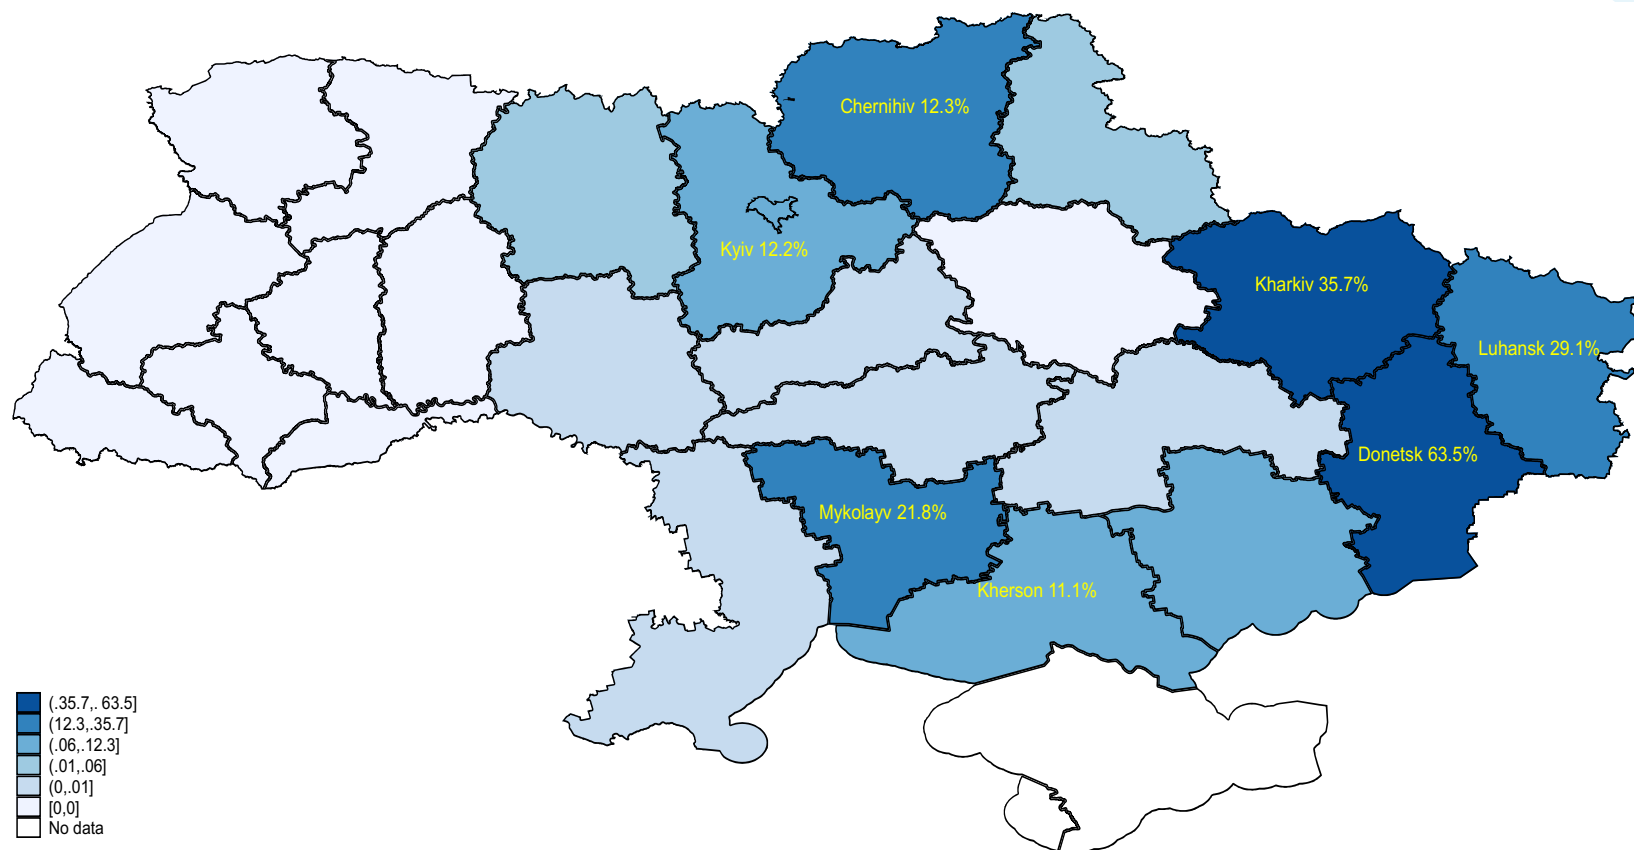 Chernihiv 12.3%
Kyiv 12.2%
Kharkiv 35.7%
Luhansk 29.1%
Donetsk 63.5%
Mykolayv 21.8%
Kherson 11.1%
(.35.7,. 63.5]
(12.3,.35.7]
(.06,.12.3]
(.01,.06]
(0,.01]
[0,0]
No data